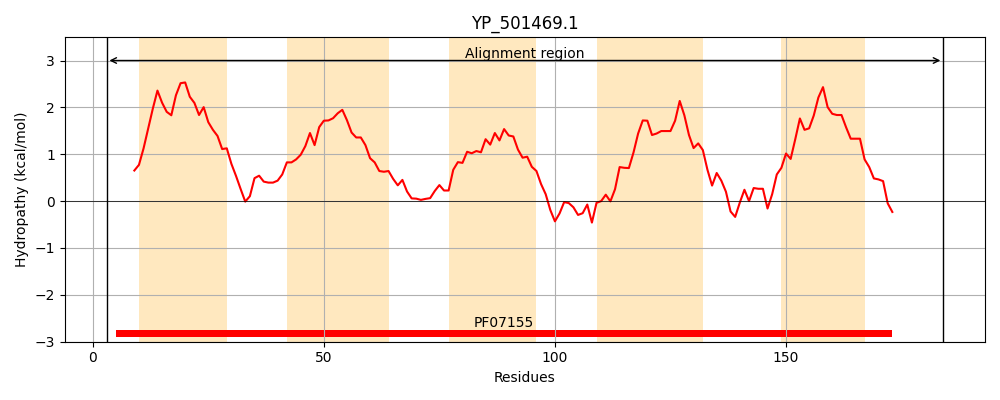 YP_501469.1
Alignment region
3
2
1
0
−1
−2
−3
Hydropathy (kcal/mol)
PF07155
0
50
100
150
Residues